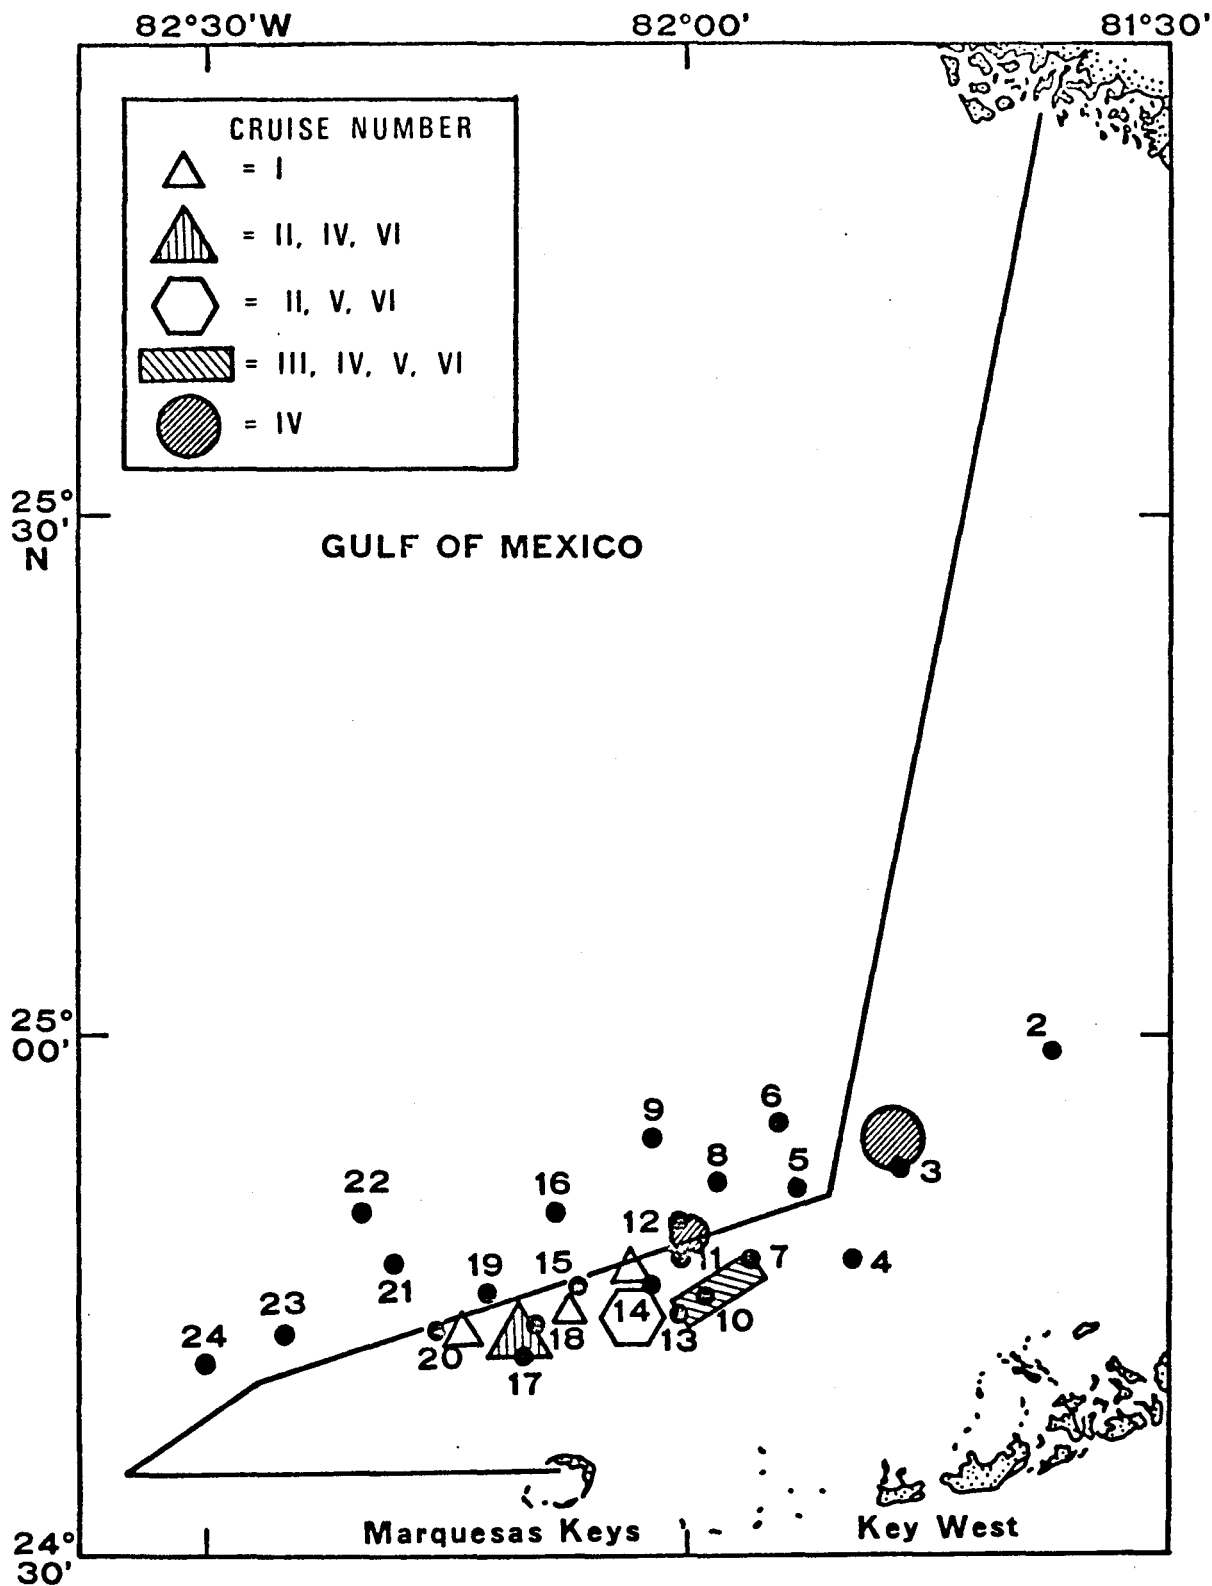 82°30'W 82°00' 81°30'
CRUISE NUMBER
= I
= II, IV, VI
= II, V, VI
= III, IV, V, VI
= IV
25°
30'
N
GULF OF MEXICO
25°
00'
2
9
6
3
8
5
22
16
12
11
7
4
19
15
21
14
10
23
18
13
24
20
17
Marquesas Keys
Key West
24°
30'